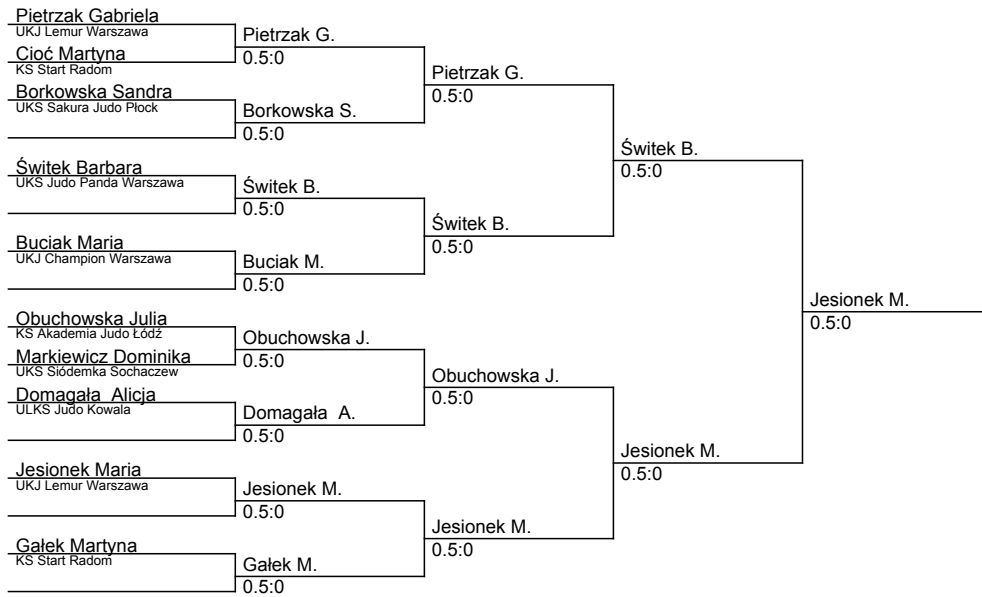 Pietrzak Gabriela
UKJ Lemur Warszawa
Cioć Martyna
KS Start Radom
Borkowska Sandra
UKS Sakura Judo Płock
Świtek Barbara
UKS Judo Panda Warszawa
Buciak Maria
UKJ Champion Warszawa
Obuchowska Julia
KS Akademia Judo Łódź
Markiewicz Dominika
UKS Siódemka Sochaczew
Domagała Alicja
ULKS Judo Kowala
Jesionek Maria
UKJ Lemur Warszawa
Gałek Martyna
KS Start Radom
Pietrzak G.
0.5:0
Borkowska S.
0.5:0
Świtek B.
0.5:0
Buciak M.
0.5:0
Obuchowska J.
0.5:0
Domagała A.
0.5:0
Jesionek M.
0.5:0
Gałek M.
0.5:0
Pietrzak G.
0.5:0
Świtek B.
0.5:0
Obuchowska J.
0.5:0
Jesionek M.
0.5:0
Świtek B.
0.5:0
Jesionek M.
0.5:0
Jesionek M.
0.5:0